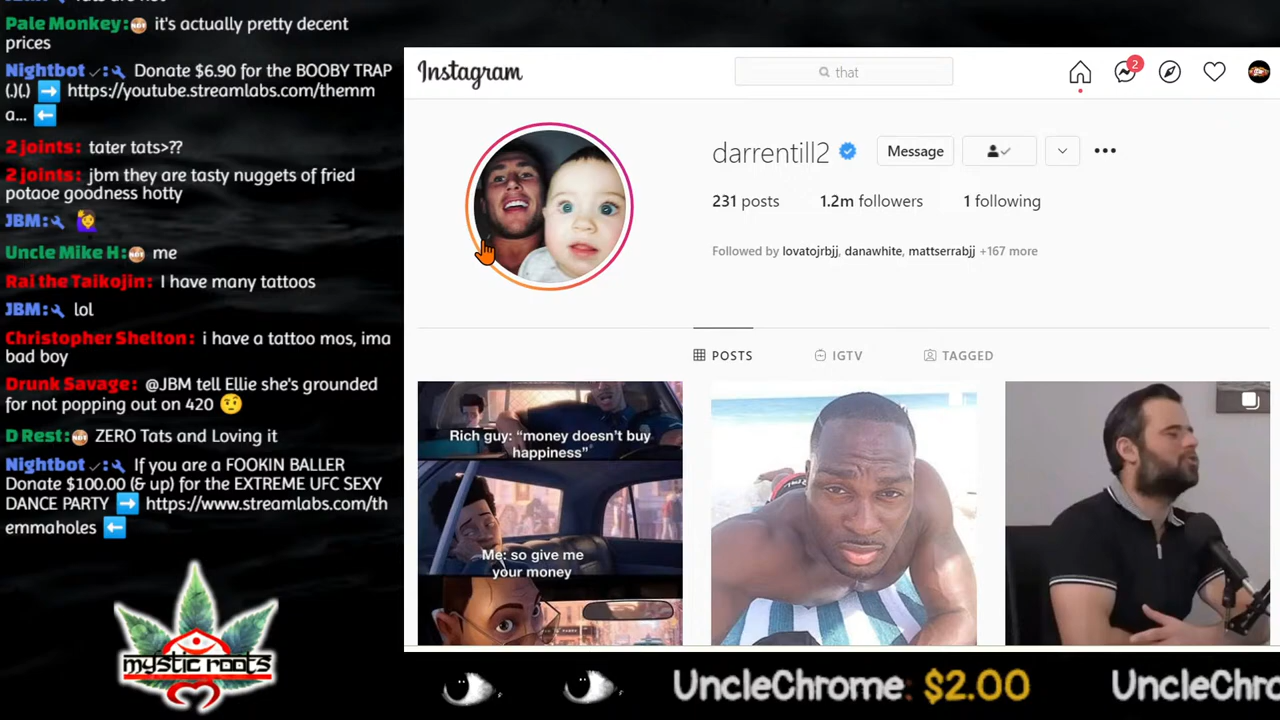 Pale Monkey: it's actually pretty decent
prices
Nightbot : Donate $6.90 for the BOOBY TRAP
(.)(.) https://youtube.streamlabs.com/themm
a...
2 joints: tater tats>??
2 joints: jbm they are tasty nuggets of fried
potaoe goodness hotty
JBM:
Uncle Mike H: me
Rai the Taikojin: I have many tattoos
JBM: lol
Christopher Shelton: i have a tattoo mos, ima
bad boy
Drunk Savage: @JBM tell Ellie she's grounded
for not popping out on 420
D Rest: ZERO Tats and Loving it
Nightbot : If you are a FOOKIN BALLER
Donate $100.00 (& up) for the EXTREME UFC SEXY
DANCE PARTY https://www.streamlabs.com/th
emmaholes
mystic roots
Instagram
that
2
darrentill2
Message
231 posts 1.2m followers 1 following
Followed by lovatojrbjj, danawhite, mattserrabjj +167 more
POSTS IGTV TAGGED
Rich guy: “money doesn’t buy
happiness”
Me: so give me
your money
UncleChrome: $2.00 UncleChro